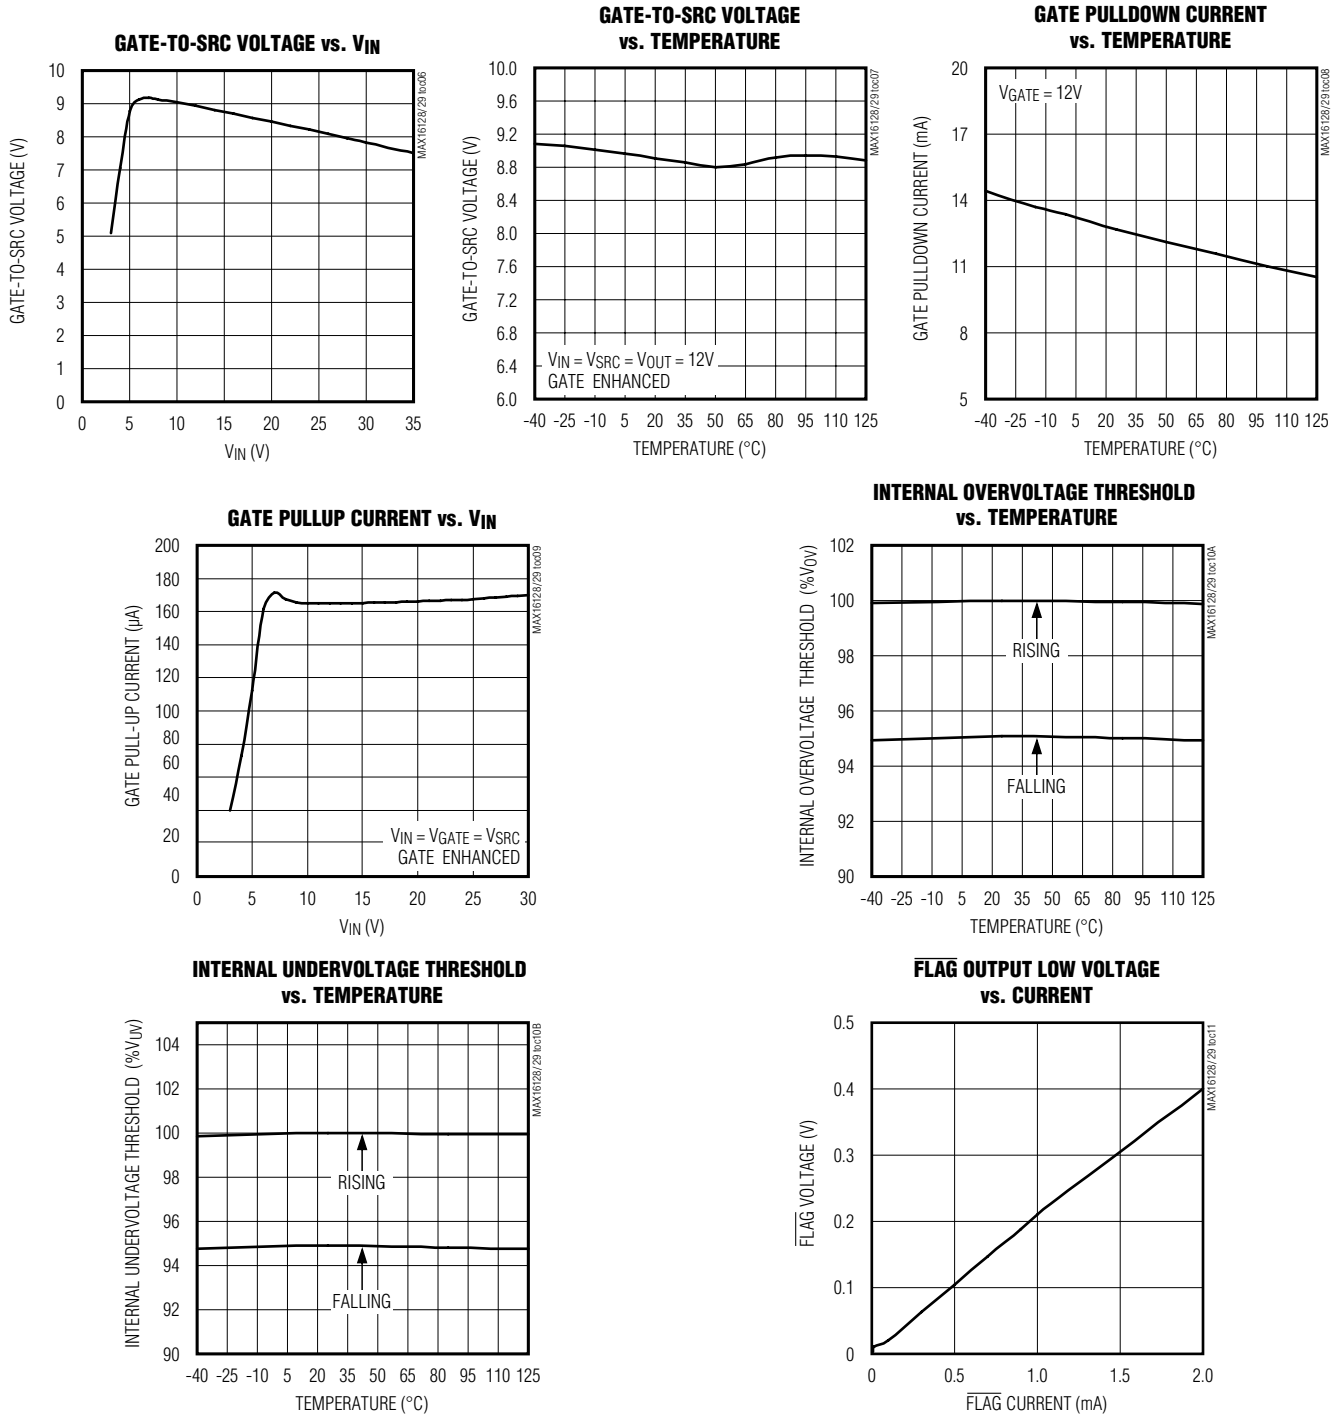 GATE-TO-SRC VOLTAGE vs. VIN
GATE-TO-SRC VOLTAGE (V)
10
9
8
7
6
5
4
3
2
1
0
0 5 10 15 20 25 30 35
VIN (V)
MAX16128/29 toc06
GATE-TO-SRC VOLTAGE
vs. TEMPERATURE
GATE-TO-SRC VOLTAGE (V)
10.0
9.6
9.2
8.8
8.4
8.0
7.6
7.2
6.8
6.4
6.0
VIN = VSRC = VOUT = 12V
GATE ENHANCED
-40 -25 -10 5 20 35 50 65 80 95 110 125
TEMPERATURE (°C)
MAX16128/29 toc07
GATE PULLDOWN CURRENT
vs. TEMPERATURE
GATE PULLDOWN CURRENT (mA)
20
17
14
11
8
5
VGATE = 12V
-40 -25 -10 5 20 35 50 65 80 95 110 125
TEMPERATURE (°C)
MAX16128/29 toc08
GATE PULLUP CURRENT vs. VIN
GATE PULL-UP CURRENT (µA)
200
180
160
140
120
100
80
60
40
20
0
VIN = VGATE = VSRC
GATE ENHANCED
0 5 10 15 20 25 30
VIN (V)
MAX16128/29 toc09
INTERNAL OVERVOLTAGE THRESHOLD
vs. TEMPERATURE
INTERNAL OVERVOLTAGE THRESHOLD (%VOV)
102
100
98
96
94
92
90
RISING
FALLING
-40 -25 -10 5 20 35 50 65 80 95 110 125
TEMPERATURE (°C)
MAX16128/29 toc10A
INTERNAL UNDERVOLTAGE THRESHOLD
vs. TEMPERATURE
INTERNAL UNDERVOLTAGE THRESHOLD (%VUV)
104
102
100
98
96
94
92
90
RISING
FALLING
-40 -25 -10 5 20 35 50 65 80 95 110 125
TEMPERATURE (°C)
MAX16128/29 toc10B
FLAG OUTPUT LOW VOLTAGE
vs. CURRENT
FLAG VOLTAGE (V)
0.5
0.4
0.3
0.2
0.1
0
0 0.5 1.0 1.5 2.0
FLAG CURRENT (mA)
MAX16128/29 toc11